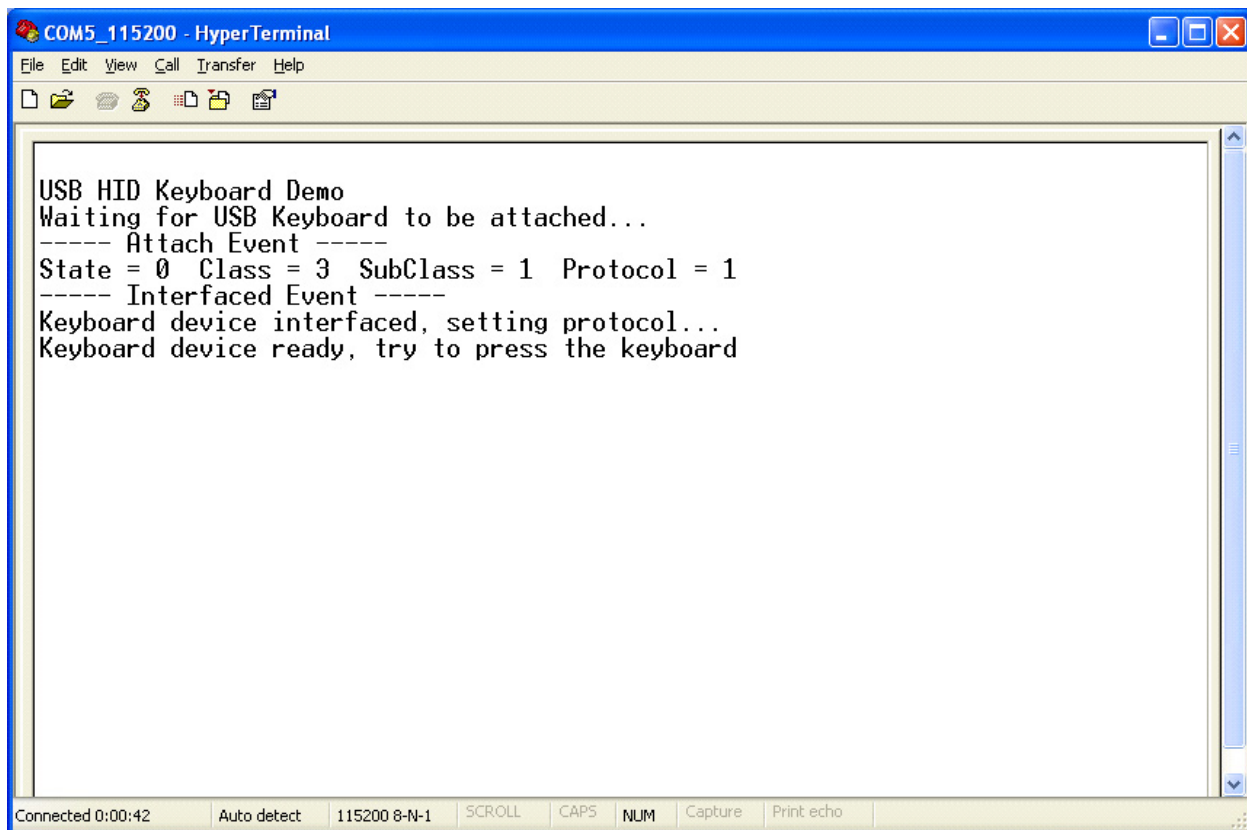 COM5_115200 - HyperTerminal
File Edit View Call Transfer Help
USB HID Keyboard Demo
Waiting for USB Keyboard to be attached...
----- Attach Event -----
State = 0  Class = 3  SubClass = 1  Protocol = 1
----- Interfaced Event -----
Keyboard device interfaced, setting protocol...
Keyboard device ready, try to press the keyboard
Connected 0:00:42 Auto detect 115200 8-N-1 SCROLL CAPS NUM Capture Print echo